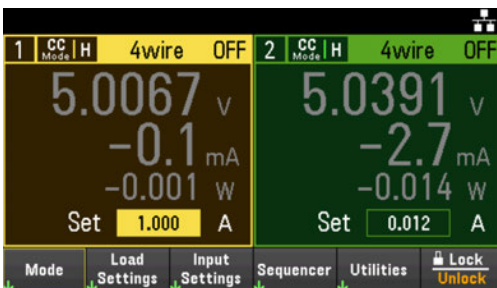 1 CC Mode H 4wire OFF 2 CC Mode H 4wire OFF
5.0067 V 5.0391 V
-0.1 mA -2.7 mA
-0.001 W -0.014 W
Set 1.000 A Set 0.012 A
Mode Load Settings Input Settings Sequencer Utilities Lock Unlock